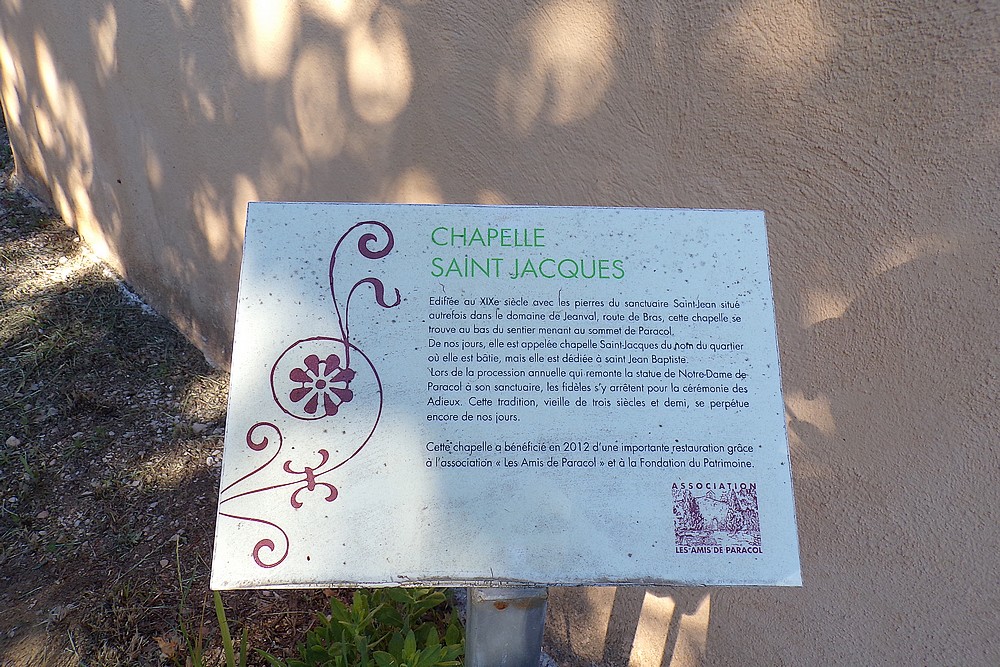 CHAPELLE
SAINT JACQUES
Edifiée au XIXe siècle avec les pierres du sanctuaire Saint-Jean situé
autrefois dans le domaine de Jeanval, route de Bras, cette chapelle se
trouve au bas du sentier menant au sommet de Paracol.
De nos jours, elle est appelée chapelle Saint-Jacques du nom du quartier
où elle est bâtie, mais elle est dédiée à saint Jean Baptiste.
Lors de la procession annuelle qui remonte la statue de Notre-Dame de
Paracol à son sanctuaire, les fidèles s'y arrêtent pour la cérémonie des
Adieux. Cette tradition, vieille de trois siècles et demi, se perpétue
encore de nos jours.
Cette chapelle a bénéficié en 2012 d'une importante restauration grâce
à l'association « Les Amis de Paracol » et à la Fondation du Patrimoine.
ASSOCIATION
LES AMIS DE PARACOL